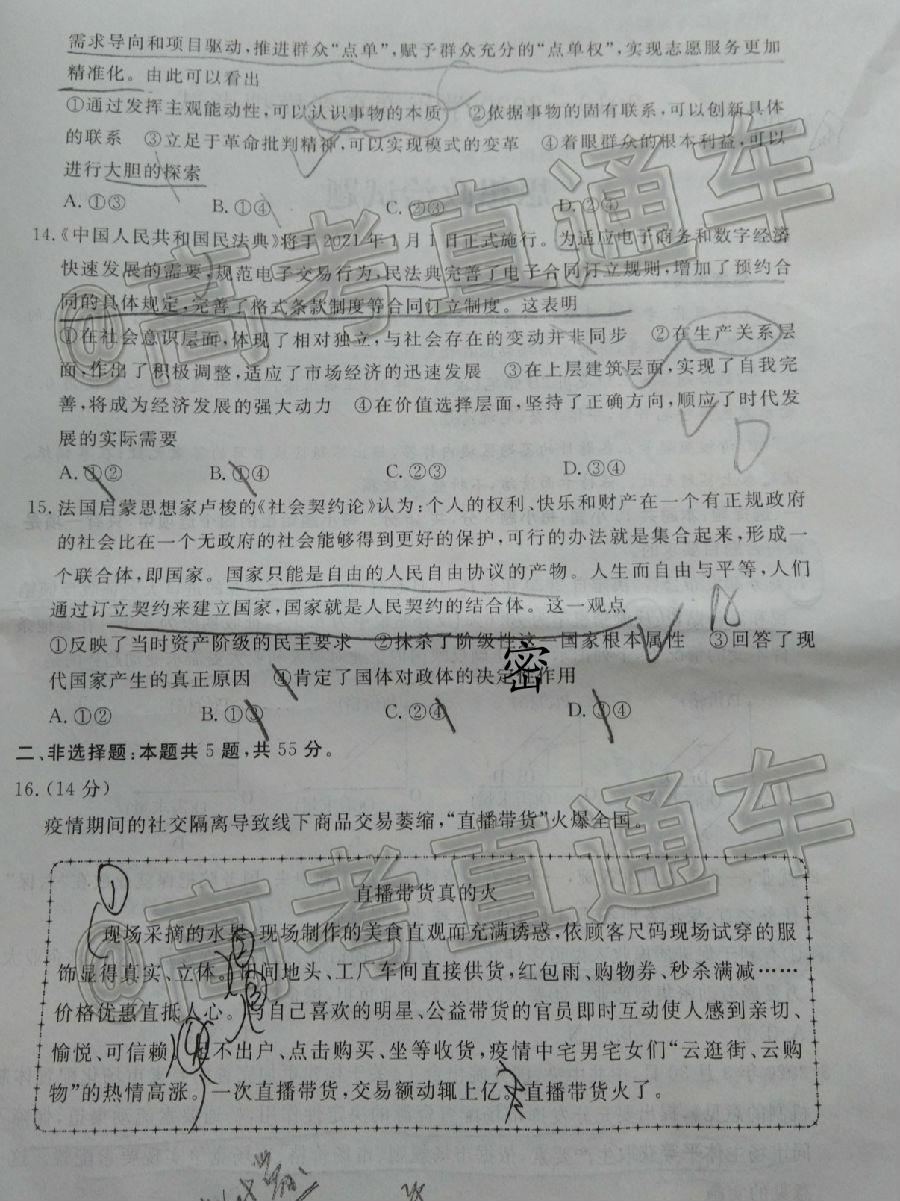 需求导向和项目驱动,推进群众“点单”,赋予群众充分的“点单权”,实现志愿服务更加
精准化。由此可以看出
①通过发挥主观能动性,可以认识事物的本质 ②依据事物的固有联系,可以创新具体
的联系 ③立足于革命批判精神,可以实现模式的变革 ④着眼群众的根本利益,可以
进行大胆的探索
A. ①③ B. ①④ C. ②③ D. ②④
14.《中国人民共和国民法典》将于2021年1月1日正式施行。为适应电子商务和数字经济
快速发展的需要,规范电子交易行为,民法典完善了电子合同订立规则,增加了预约合
同的具体规定,完善了格式条款制度等合同订立制度。这表明
①在社会意识层面,体现了相对独立,与社会存在的变动并非同步 ②在生产关系层
面,作出了积极调整,适应了市场经济的迅速发展 ③在上层建筑层面,实现了自我完
善,将成为经济发展的强大动力 ④在价值选择层面,坚持了正确方向,顺应了时代发
展的实际需要
D
A. ①② B. ①④ C. ②③ D. ③④
15.法国启蒙思想家卢梭的《社会契约论》认为:个人的权利、快乐和财产在一个有正规政府
的社会比在一个无政府的社会能够得到更好的保护,可行的办法就是集合起来,形成一
个联合体,即国家。国家只能是自由的人民自由协议的产物。人生而自由与平等,人们
通过订立契约来建立国家,国家就是人民契约的结合体。这一观点
①反映了当时资产阶级的民主要求 ②抹杀了阶级性这一国家根本属性 ③回答了现
代国家产生的真正原因 ④肯定了国体对政体的决定性作用
密
A. ①② B. ①③ C. ②④ D. ③④
二、非选择题:本题共5题,共55分。
16.(14分)
疫情期间的社交隔离导致线下商品交易萎缩,“直播带货”火爆全国。
①
直播带货真的火
现场采摘的水果、现场制作的美食直观而充满诱惑,依顾客尺码现场试穿的服
饰显得真实、立体。②田间地头、工厂车间直接供货,红包雨、购物券、秒杀满减……
价格优惠直抵人心。③与自己喜欢的明星、公益带货的官员即时互动使人感到亲切、
愉悦、可信赖。④足不出户、点击购买、坐等收货,疫情中宅男宅女们“云逛街、云购
物”的热情高涨。一次直播带货,交易额动辄上亿。直播带货火了。
@高考直通车
@高考直通车